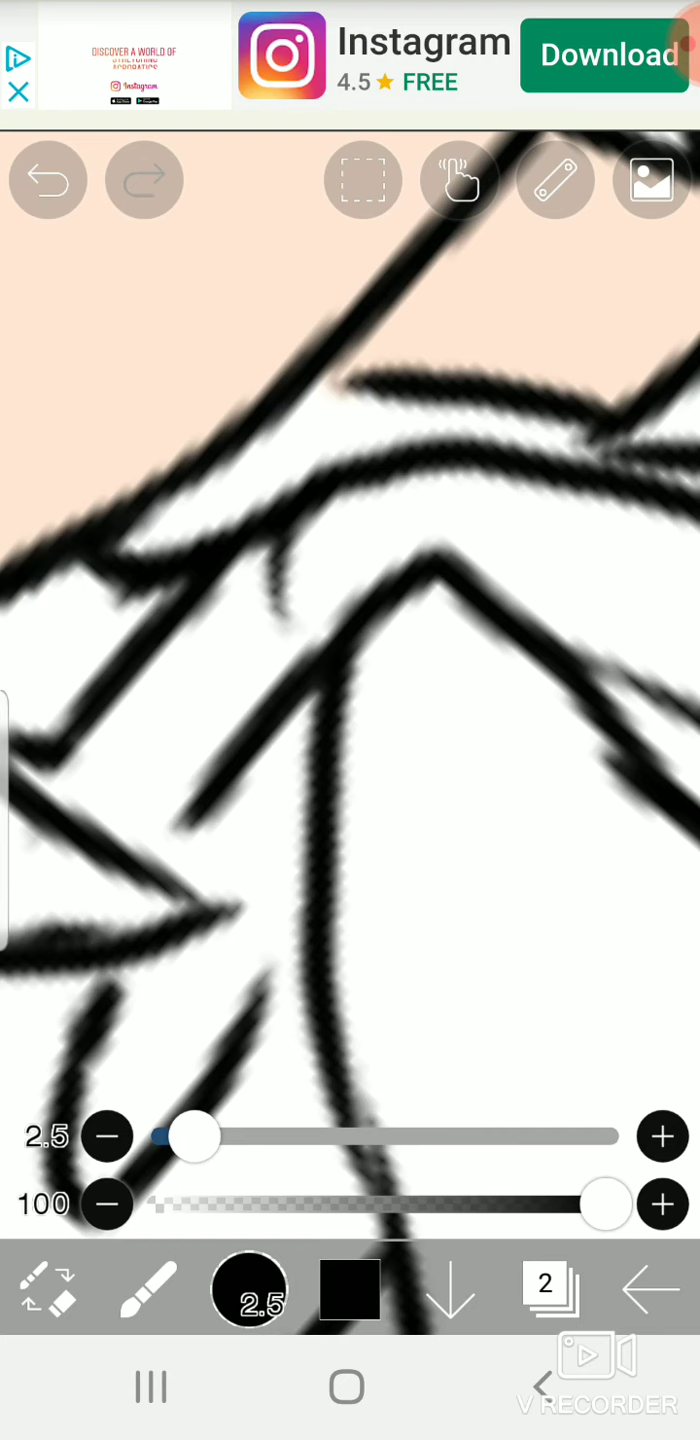 DISCOVER A WORLD OF
Instagram
Instagram
4.5 ★ FREE
Download
2.5
100
2.5
2
V RECORDER